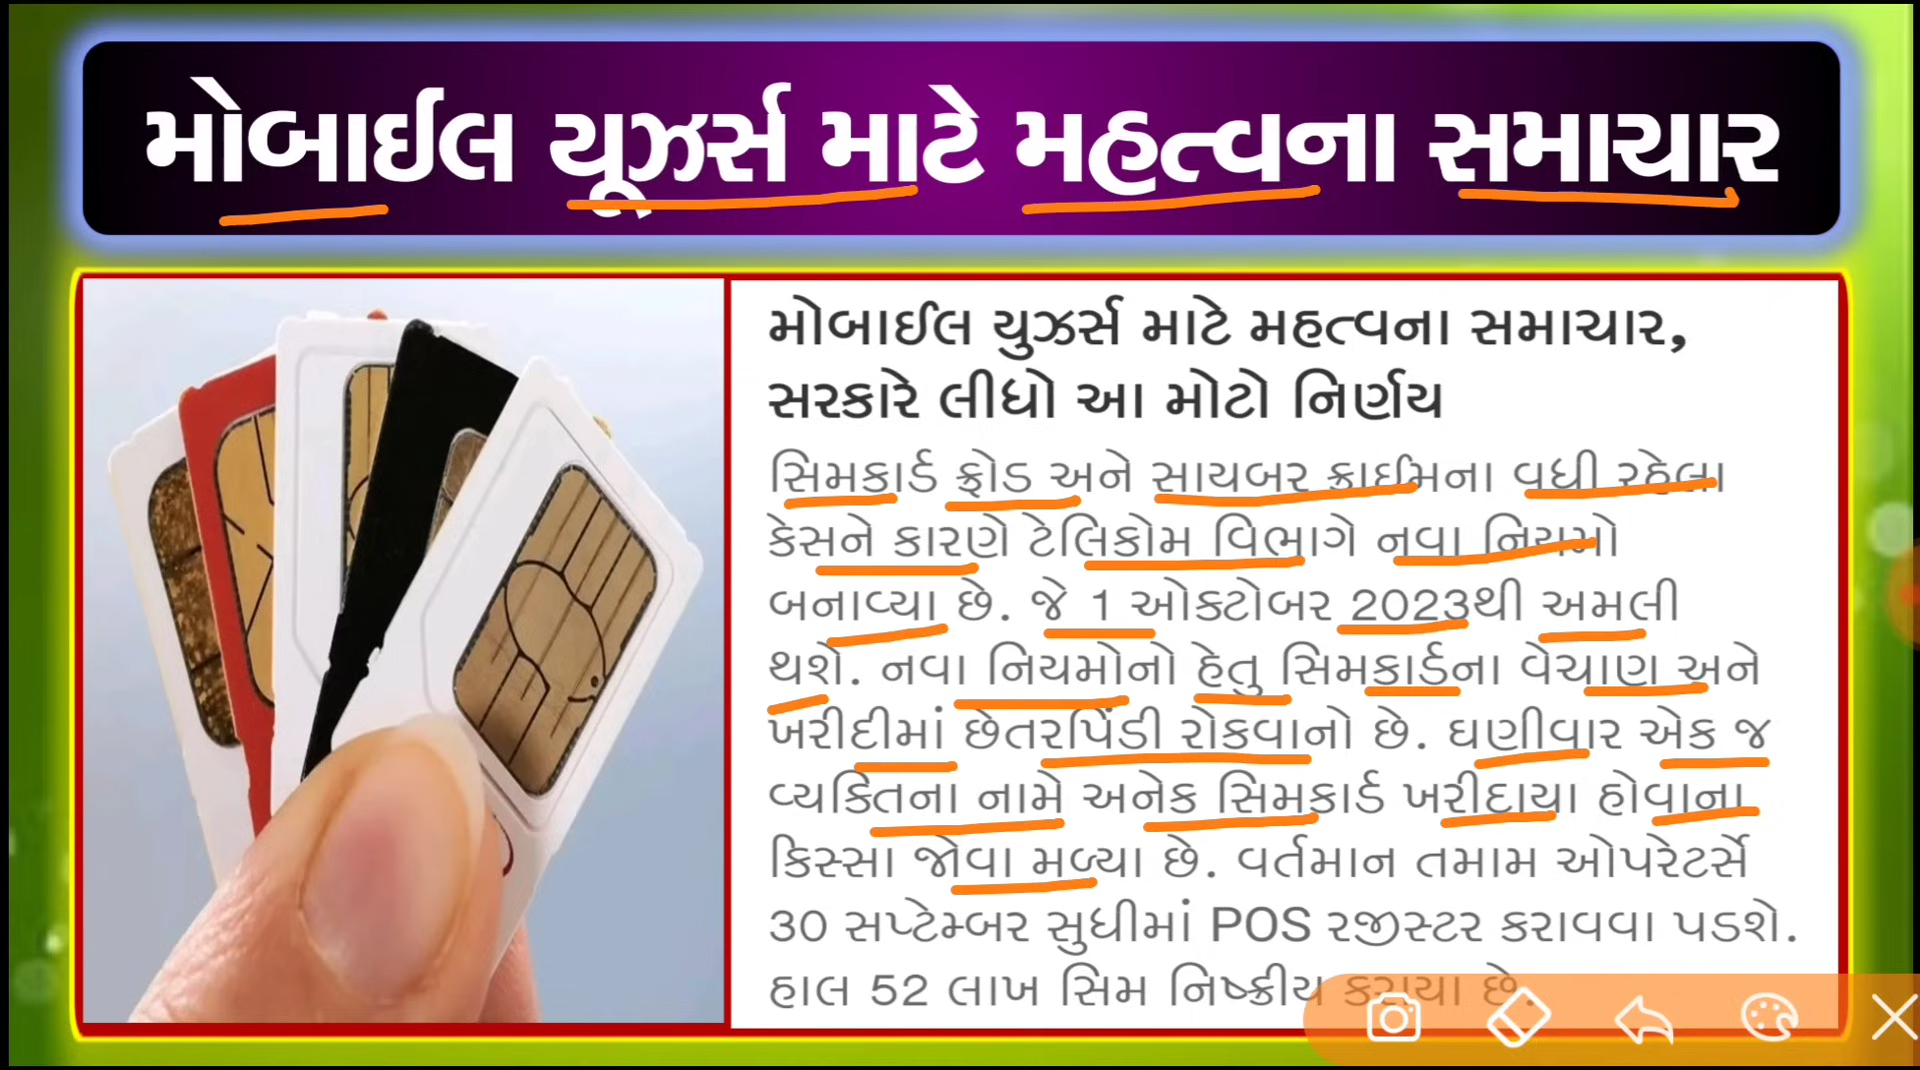 મોબાઈલ યૂઝર્સ માટે મહત્વના સમાચાર
મોબાઈલ યુઝર્સ માટે મહત્વના સમાચાર,
સરકારે લીધો આ મોટો નિર્ણય
સિમકાર્ડ ફ્રોડ અને સાયબર ક્રાઈમના વધી રહેલા
કેસને કારણે ટેલિકોમ વિભાગે નવા નિયમો
બનાવ્યા છે. જે 1 ઓક્ટોબર 2023થી અમલી
થશે. નવા નિયમોનો હેતુ સિમકાર્ડના વેચાણ અને
ખરીદીમાં છેતરપિંડી રોકવાનો છે. ઘણીવાર એક જ
વ્યક્તિના નામે અનેક સિમકાર્ડ ખરીદાયા હોવાના
કિસ્સા જોવા મળ્યા છે. વર્તમાન તમામ ઓપરેટર્સે
30 સપ્ટેમ્બર સુધીમાં POS રજીસ્ટર કરાવવા પડશે.
હાલ 52 લાખ સિમ નિષ્ક્રીય કરાયા છે.